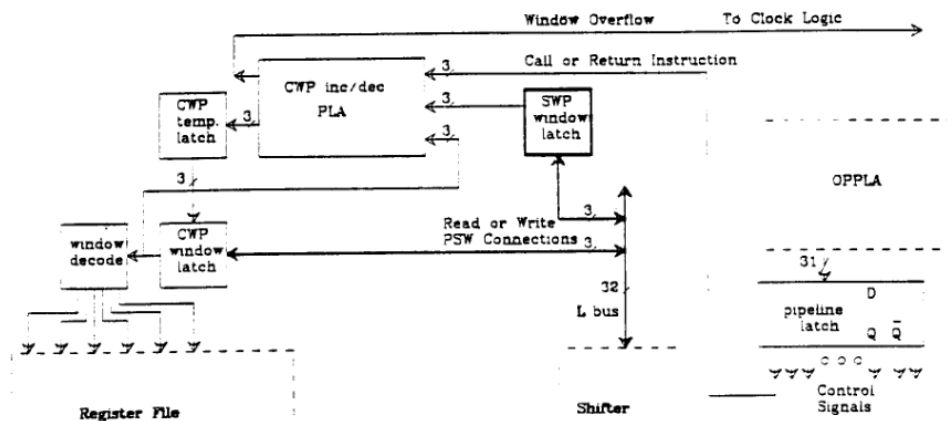 Window Overflow To Clock Logic
3 Call or Return Instruction
CWP inc/dec
PLA
3
SWP
window
latch
CWP
temp.
latch
3
3
OPPLA
3
3
Read or Write
PSW Connections
3
window
decode
CWP
window
latch
31
32
L bus
D
pipeline
latch
Q Q̄
Register File
Shifter
Control
Signals